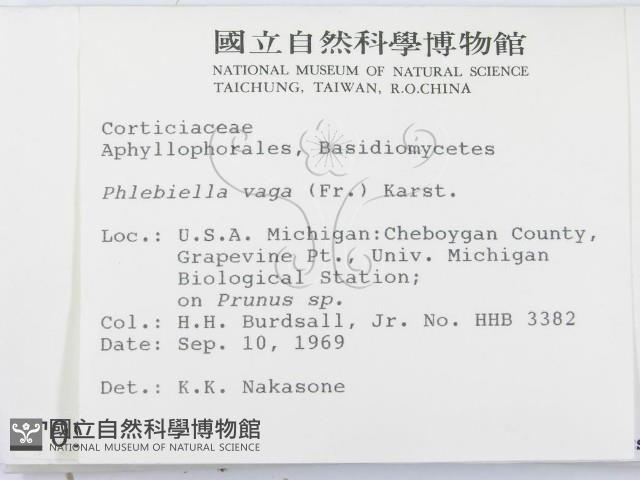 國立自然科學博物館
NATIONAL MUSEUM OF NATURAL SCIENCE
TAICHUNG, TAIWAN, R.O.CHINA
Corticiaceae
Aphyllophorales, Basidiomycetes
Phlebiella vaga (Fr.) Karst.
Loc.: U.S.A. Michigan:Cheboygan County,
Grapevine Pt., Univ. Michigan
Biological Station;
on Prunus sp.
Col.: H.H. Burdsall, Jr. No. HHB 3382
Date: Sep. 10, 1969
Det.: K.K. Nakasone
國立自然科學博物館
NATIONAL MUSEUM OF NATURAL SCIENCE